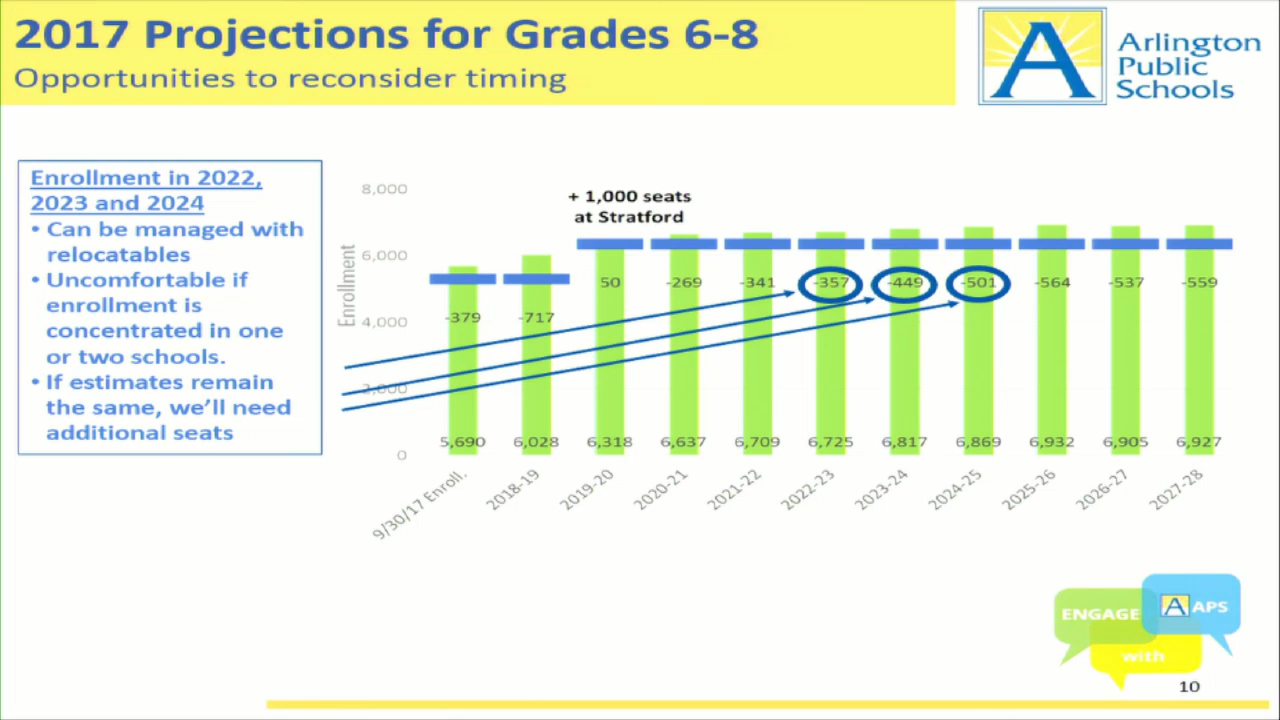 2017 Projections for Grades 6-8
Opportunities to reconsider timing
Arlington
Public
Schools
Enrollment in 2022,
2023 and 2024
• Can be managed with
relocatables
• Uncomfortable if
enrollment is
concentrated in one
or two schools.
• If estimates remain
the same, we'll need
additional seats
+ 1,000 seats
at Stratford
Enrollment
8,000
6,000
4,000
2,000
0
-379 -717 50 -269 -341 -357 -449 -501 -564 -537 -559
5,690 6,028 6,318 6,637 6,709 6,725 6,817 6,869 6,932 6,905 6,927
9/30/17 Enroll. 2018-19 2019-20 2020-21 2021-22 2022-23 2023-24 2024-25 2025-26 2026-27 2027-28
ENGAGE
with
A APS
10